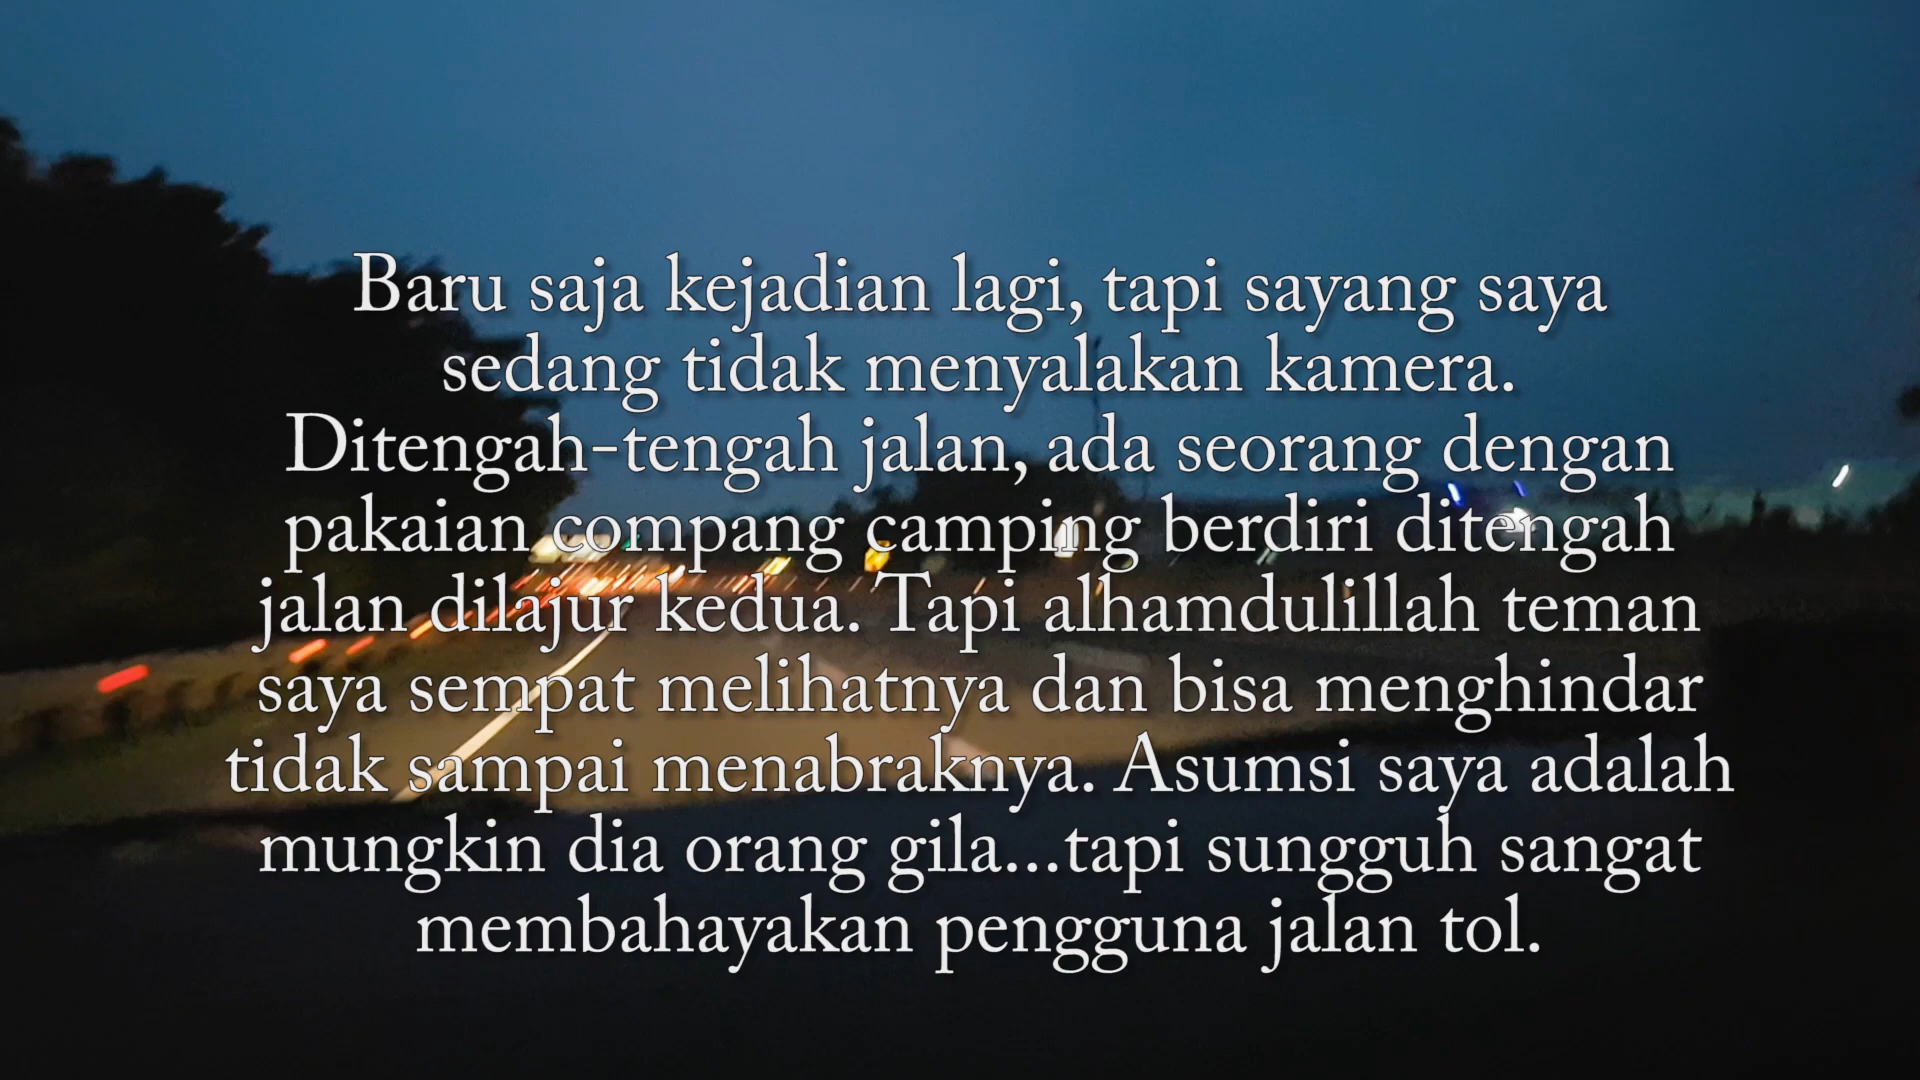 Baru saja kejadian lagi, tapi sayang saya
sedang tidak menyalakan kamera.
Ditengah-tengah jalan, ada seorang dengan
pakaian compang camping berdiri ditengah
jalan dilajur kedua. Tapi alhamdulillah teman
saya sempat melihatnya dan bisa menghindar
tidak sampai menabraknya. Asumsi saya adalah
mungkin dia orang gila...tapi sungguh sangat
membahayakan pengguna jalan tol.